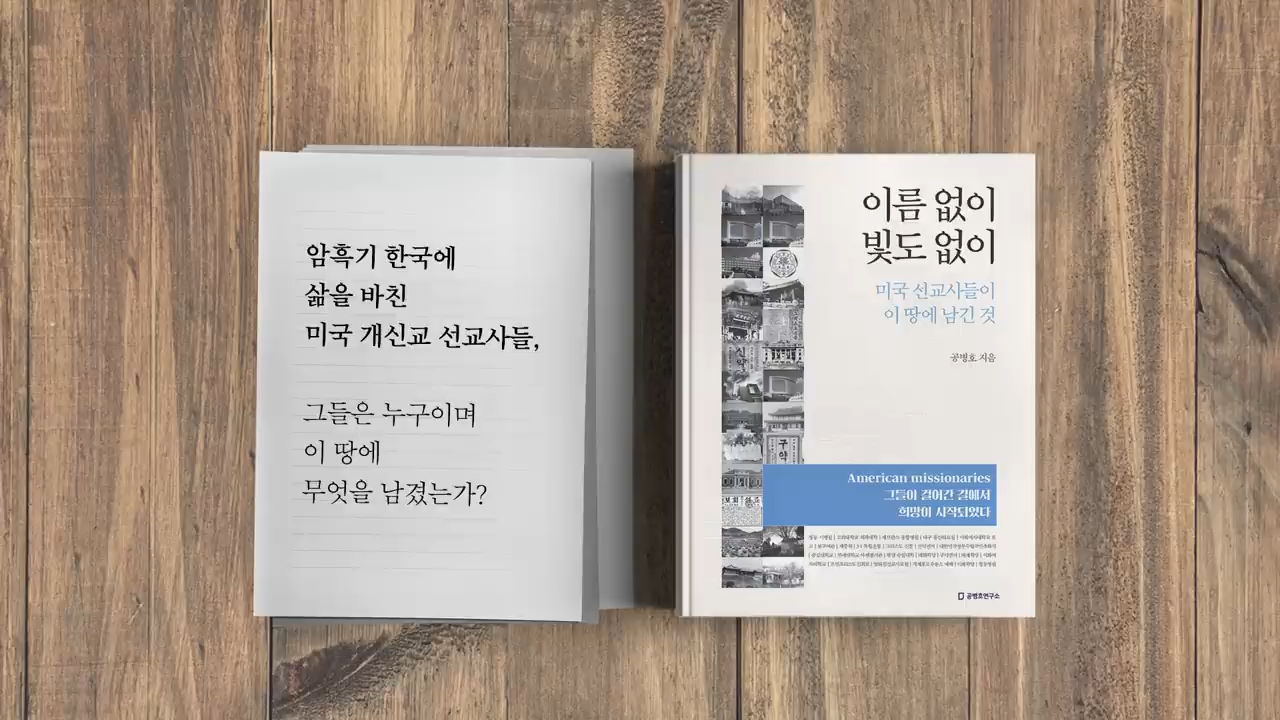 암흑기 한국에
삶을 바친
미국 개신교 선교사들,
그들은 누구이며
이 땅에
무엇을 남겼는가?
이름 없이
빛도 없이
미국 선교사들이
이 땅에 남긴 것
공병호 지음
신약
구약
American missionaries
그들이 걸어간 길에서
희망이 시작되었다
공병호연구소